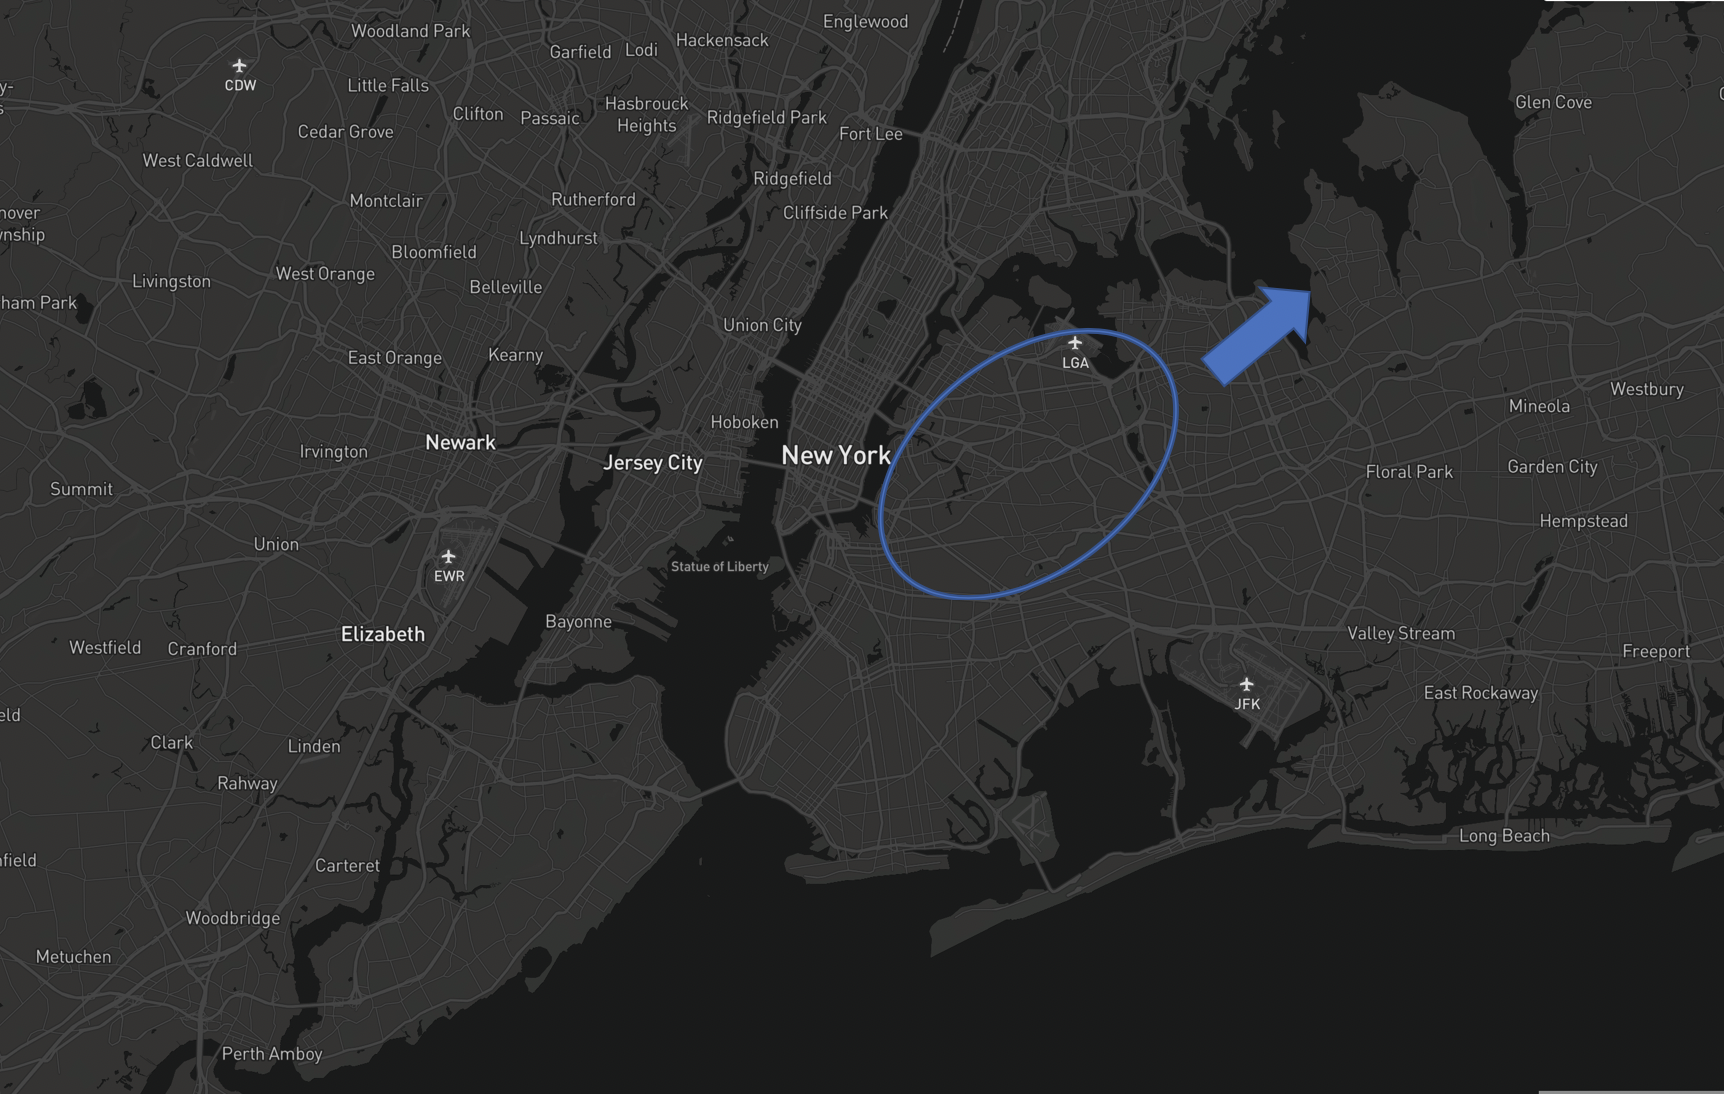 Englewood
Woodland Park
Hackensack
Garfield
Lodi
CDW
Little Falls
y-
s
Glen Cove
Hasbrouck
Heights
Clifton
Passaic
Ridgefield Park
Cedar Grove
Fort Lee
West Caldwell
Ridgefield
Montclair
Rutherford
Cliffside Park
nover
wnship
Lyndhurst
Bloomfield
West Orange
Livingston
Belleville
ham Park
Union City
East Orange
Kearny
LGA
Westbury
Mineola
Hoboken
Newark
New York
Irvington
Jersey City
Floral Park
Garden City
Summit
Hempstead
Union
Statue of Liberty
EWR
Bayonne
Elizabeth
Valley Stream
Westfield
Cranford
Freeport
East Rockaway
JFK
eld
Clark
Linden
Rahway
Long Beach
nfield
Carteret
Woodbridge
Metuchen
Perth Amboy